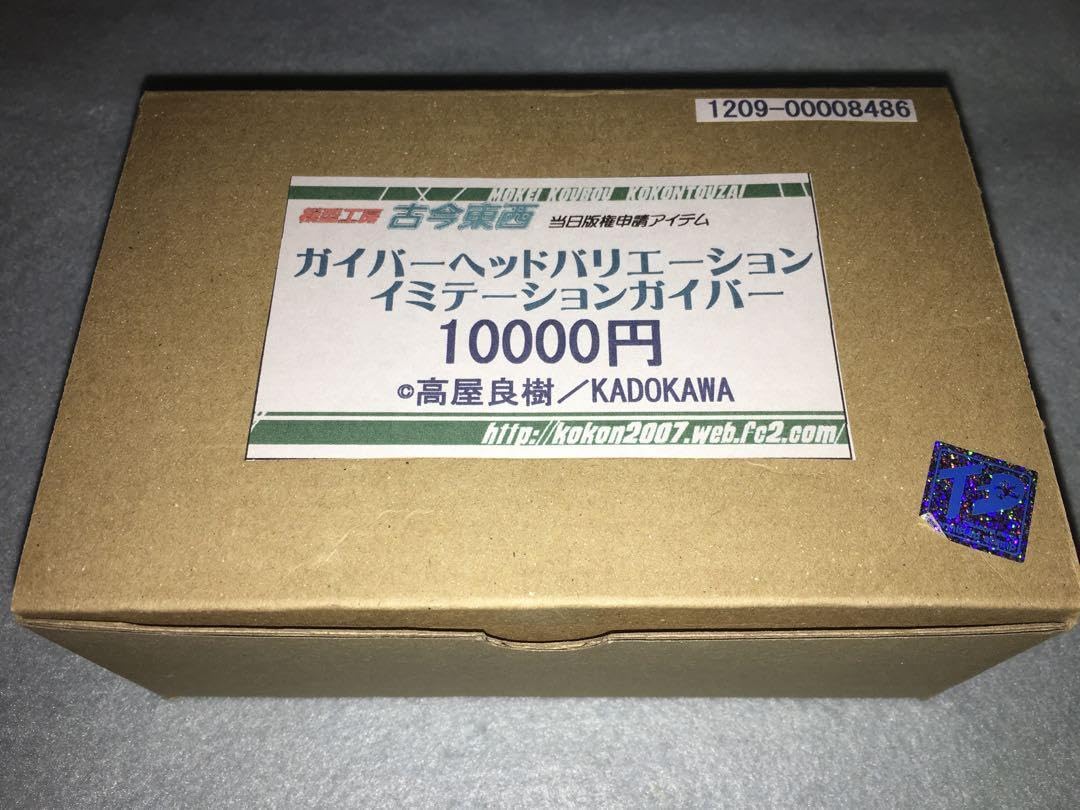 1209-00008486
MOKEI KOUBOU KOKONTOUZAI
模型工房 古今東西 当日版権申請アイテム
ガイバーヘッドバリエーション
イミテーションガイバー
10000円
©高屋良樹／KADOKAWA
http://kokon2007.web.fc2.com/